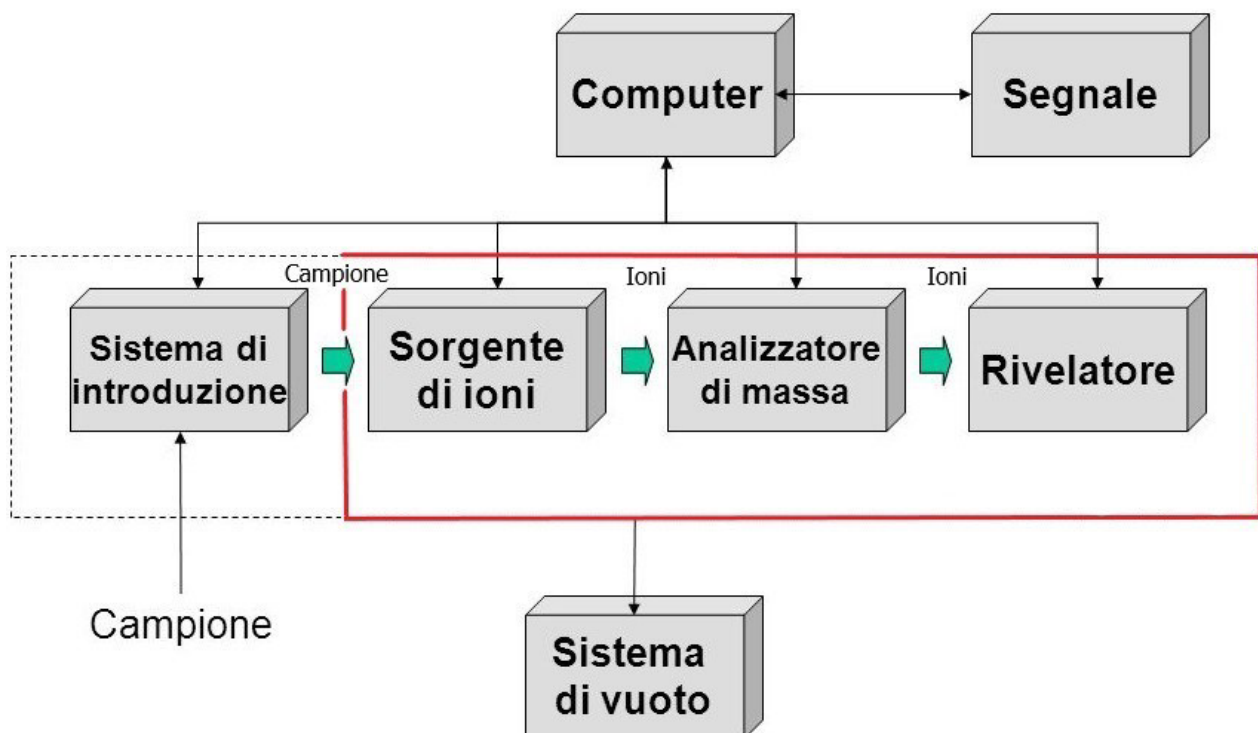 Computer
Segnale
Campione
Ioni
Ioni
Sistema di
introduzione
Sorgente
di ioni
Analizzatore
di massa
Rivelatore
Campione
Sistema
di vuoto